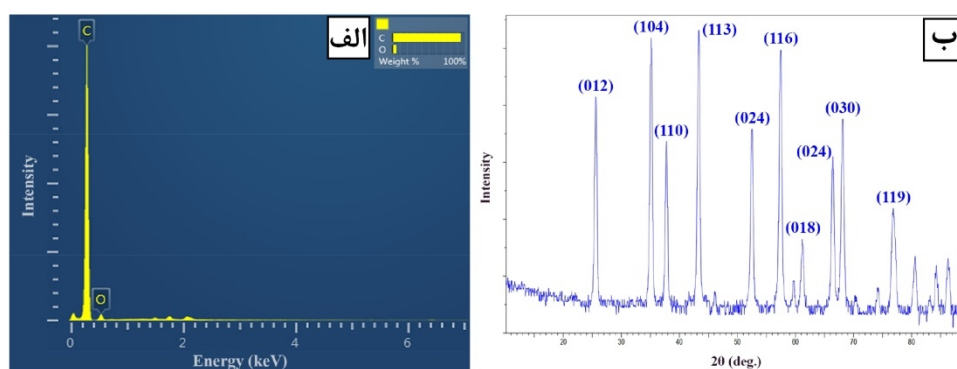 الف
C
C
O
Weight % 100%
O
Intensity
0 2 4 6
Energy (keV)
ب
(012)
(104)
(110)
(113)
(024)
(116)
(018)
(024)
(030)
(119)
Intensity
20 30 40 50 60 70 80
2θ (deg.)